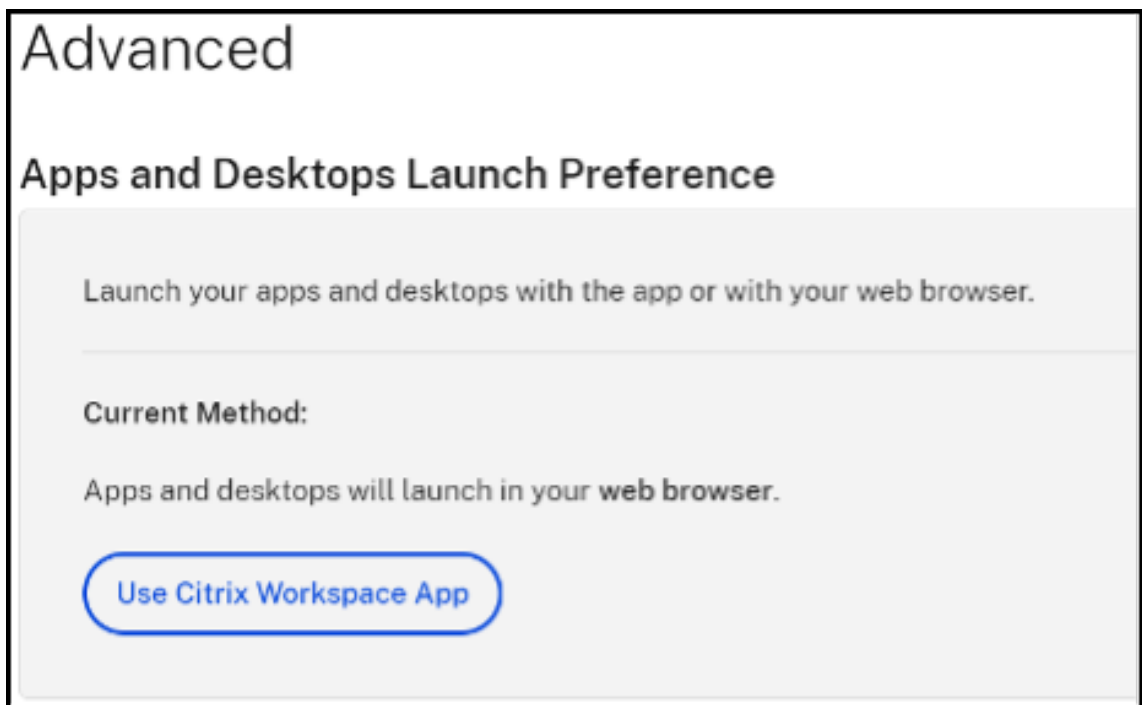 Advanced
Apps and Desktops Launch Preference
Launch your apps and desktops with the app or with your web browser.
Current Method:
Apps and desktops will launch in your web browser.
Use Citrix Workspace App